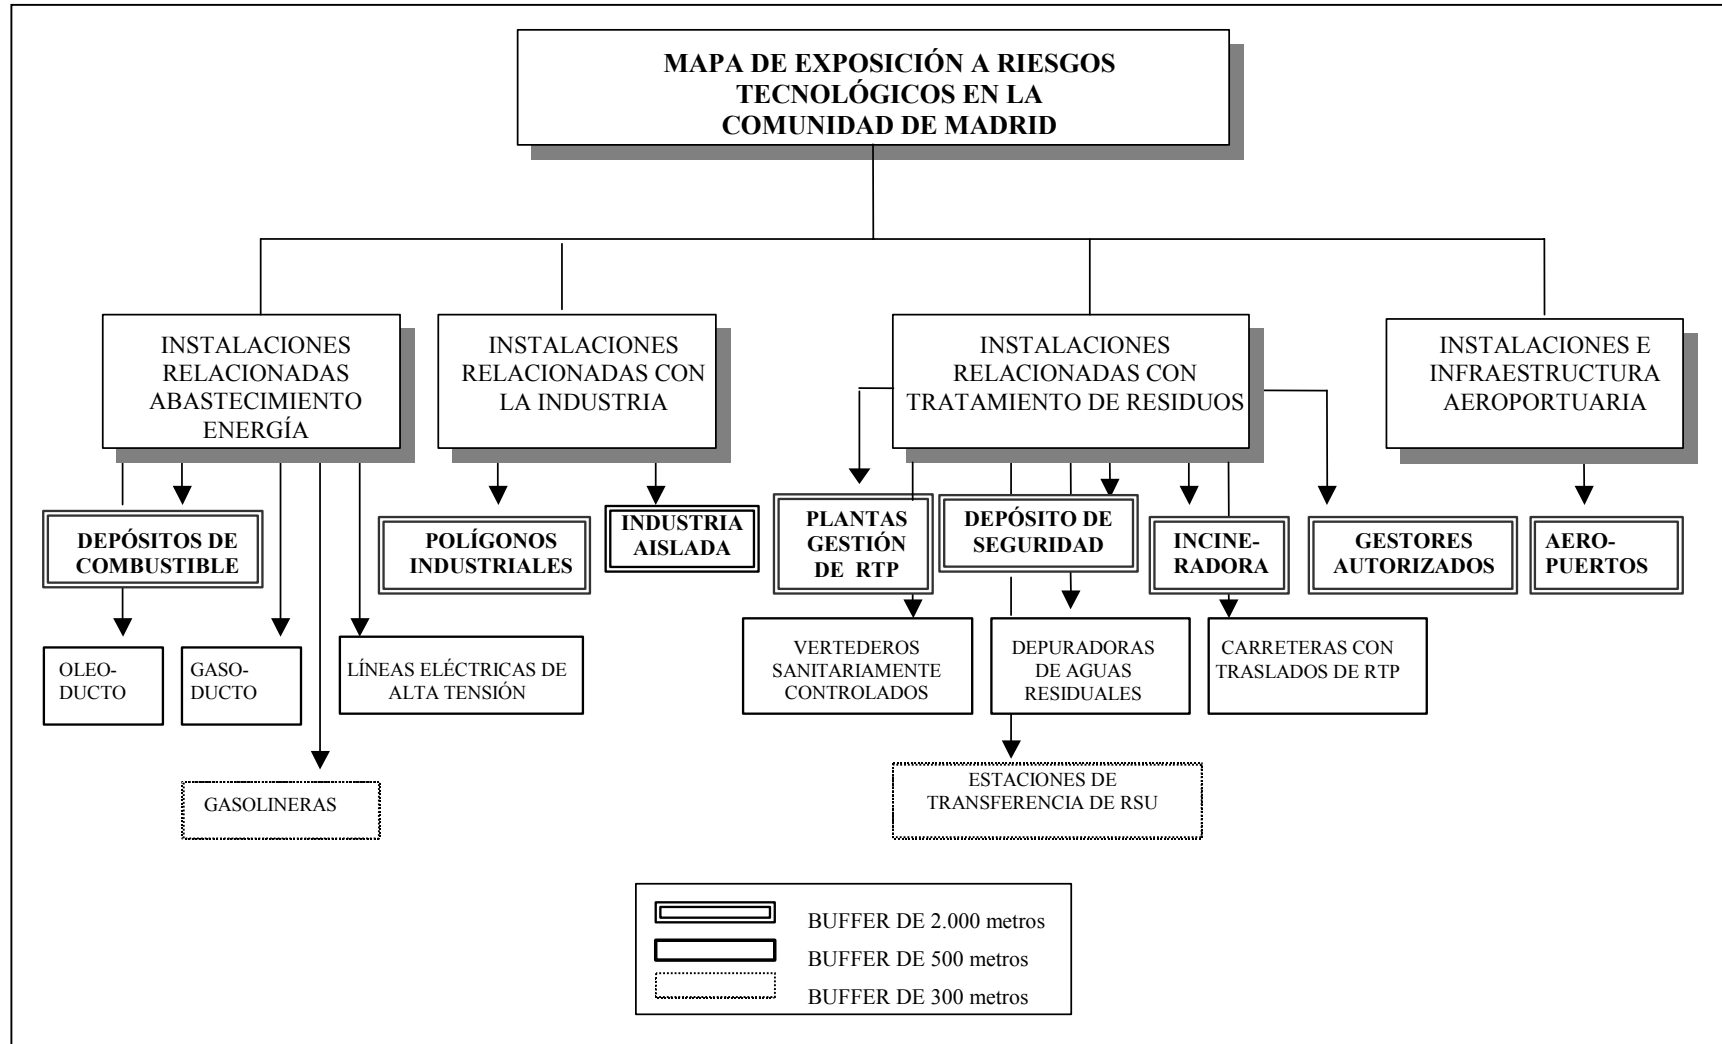 MAPA DE EXPOSICIÓN A RIESGOS
TECNOLÓGICOS EN LA
COMUNIDAD DE MADRID
INSTALACIONES
RELACIONADAS
ABASTECIMIENTO
ENERGÍA
INSTALACIONES
RELACIONADAS CON
LA INDUSTRIA
INSTALACIONES
RELACIONADAS CON
TRATAMIENTO DE RESIDUOS
INSTALACIONES E
INFRAESTRUCTURA
AEROPORTUARIA
DEPÓSITOS DE
COMBUSTIBLE
POLÍGONOS
INDUSTRIALES
INDUSTRIA
AISLADA
PLANTAS
GESTIÓN
DE RTP
DEPÓSITO DE
SEGURIDAD
INCINE-
RADORA
GESTORES
AUTORIZADOS
AERO-
PUERTOS
OLEO-
DUCTO
GASO-
DUCTO
LÍNEAS ELÉCTRICAS DE
ALTA TENSIÓN
VERTEDEROS
SANITARIAMENTE
CONTROLADOS
DEPURADORAS
DE AGUAS
RESIDUALES
CARRETERAS CON
TRASLADOS DE RTP
GASOLINERAS
ESTACIONES DE
TRANSFERENCIA DE RSU
BUFFER DE 2.000 metros
BUFFER DE 500 metros
BUFFER DE 300 metros